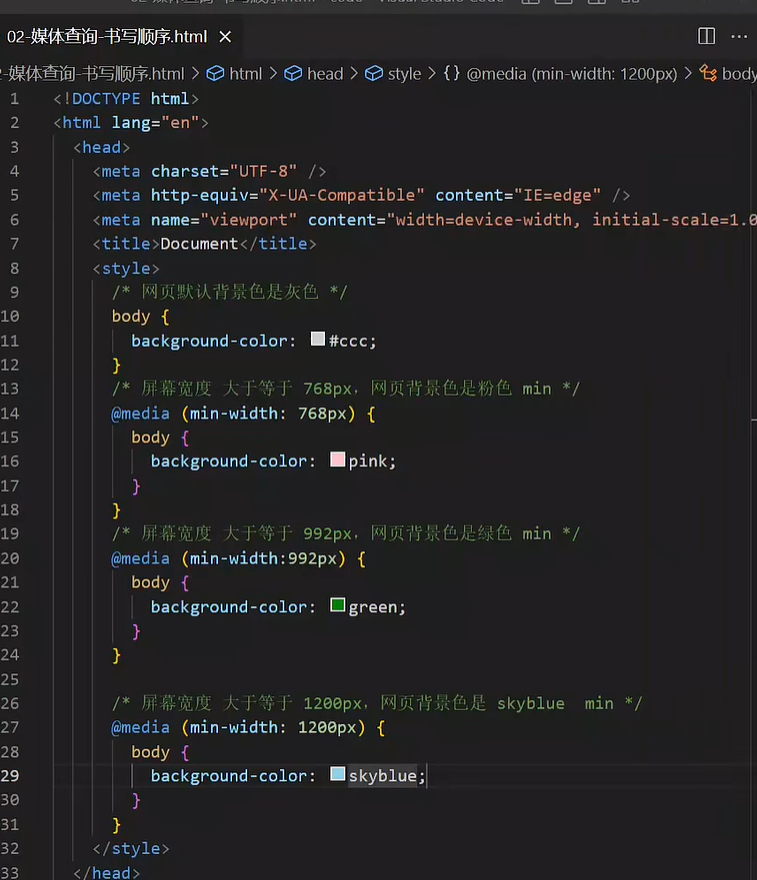 02-媒体查询-书写顺序.html ×
2-媒体查询-书写顺序.html > html > head > style > {} @media (min-width: 1200px) > body
1 <!DOCTYPE html>
2 <html lang="en">
3 <head>
4 <meta charset="UTF-8" />
5 <meta http-equiv="X-UA-Compatible" content="IE=edge" />
6 <meta name="viewport" content="width=device-width, initial-scale=1.0
7 <title>Document</title>
8 <style>
9 /* 网页默认背景色是灰色 */
10 body {
11 background-color: #ccc;
12 }
13 /* 屏幕宽度 大于等于 768px，网页背景色是粉色 min */
14 @media (min-width: 768px) {
15 body {
16 background-color: pink;
17 }
18 }
19 /* 屏幕宽度 大于等于 992px，网页背景色是绿色 min */
20 @media (min-width:992px) {
21 body {
22 background-color: green;
23 }
24 }
25
26 /* 屏幕宽度 大于等于 1200px，网页背景色是 skyblue  min */
27 @media (min-width: 1200px) {
28 body {
29 background-color: skyblue;
30 }
31 }
32 </style>
33 </head>